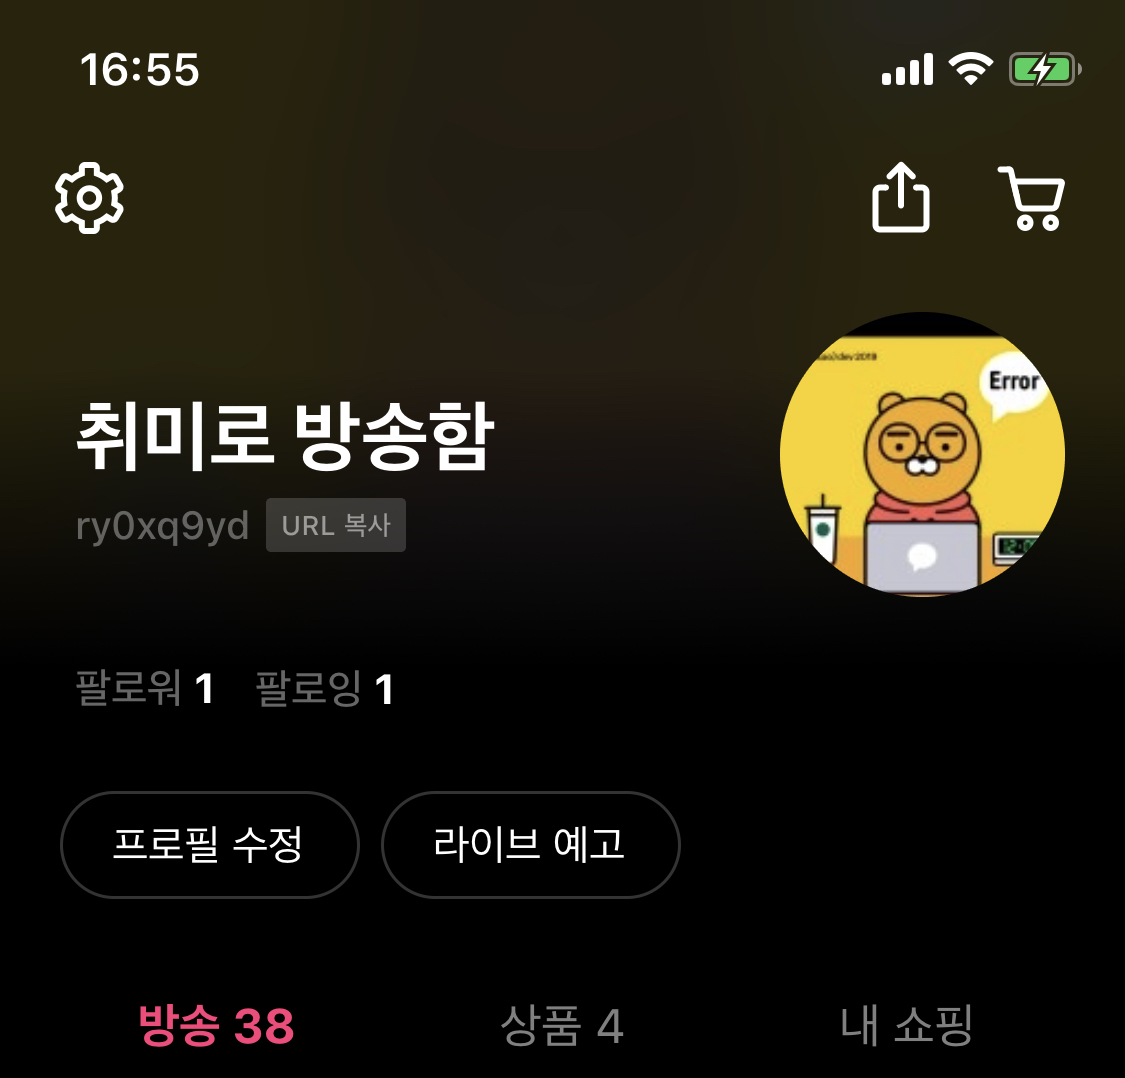 16:55
Error
취미로 방송함
ry0xq9yd URL 복사
팔로워 1 팔로잉 1
프로필 수정 라이브 예고
방송 38 상품 4 내 쇼핑